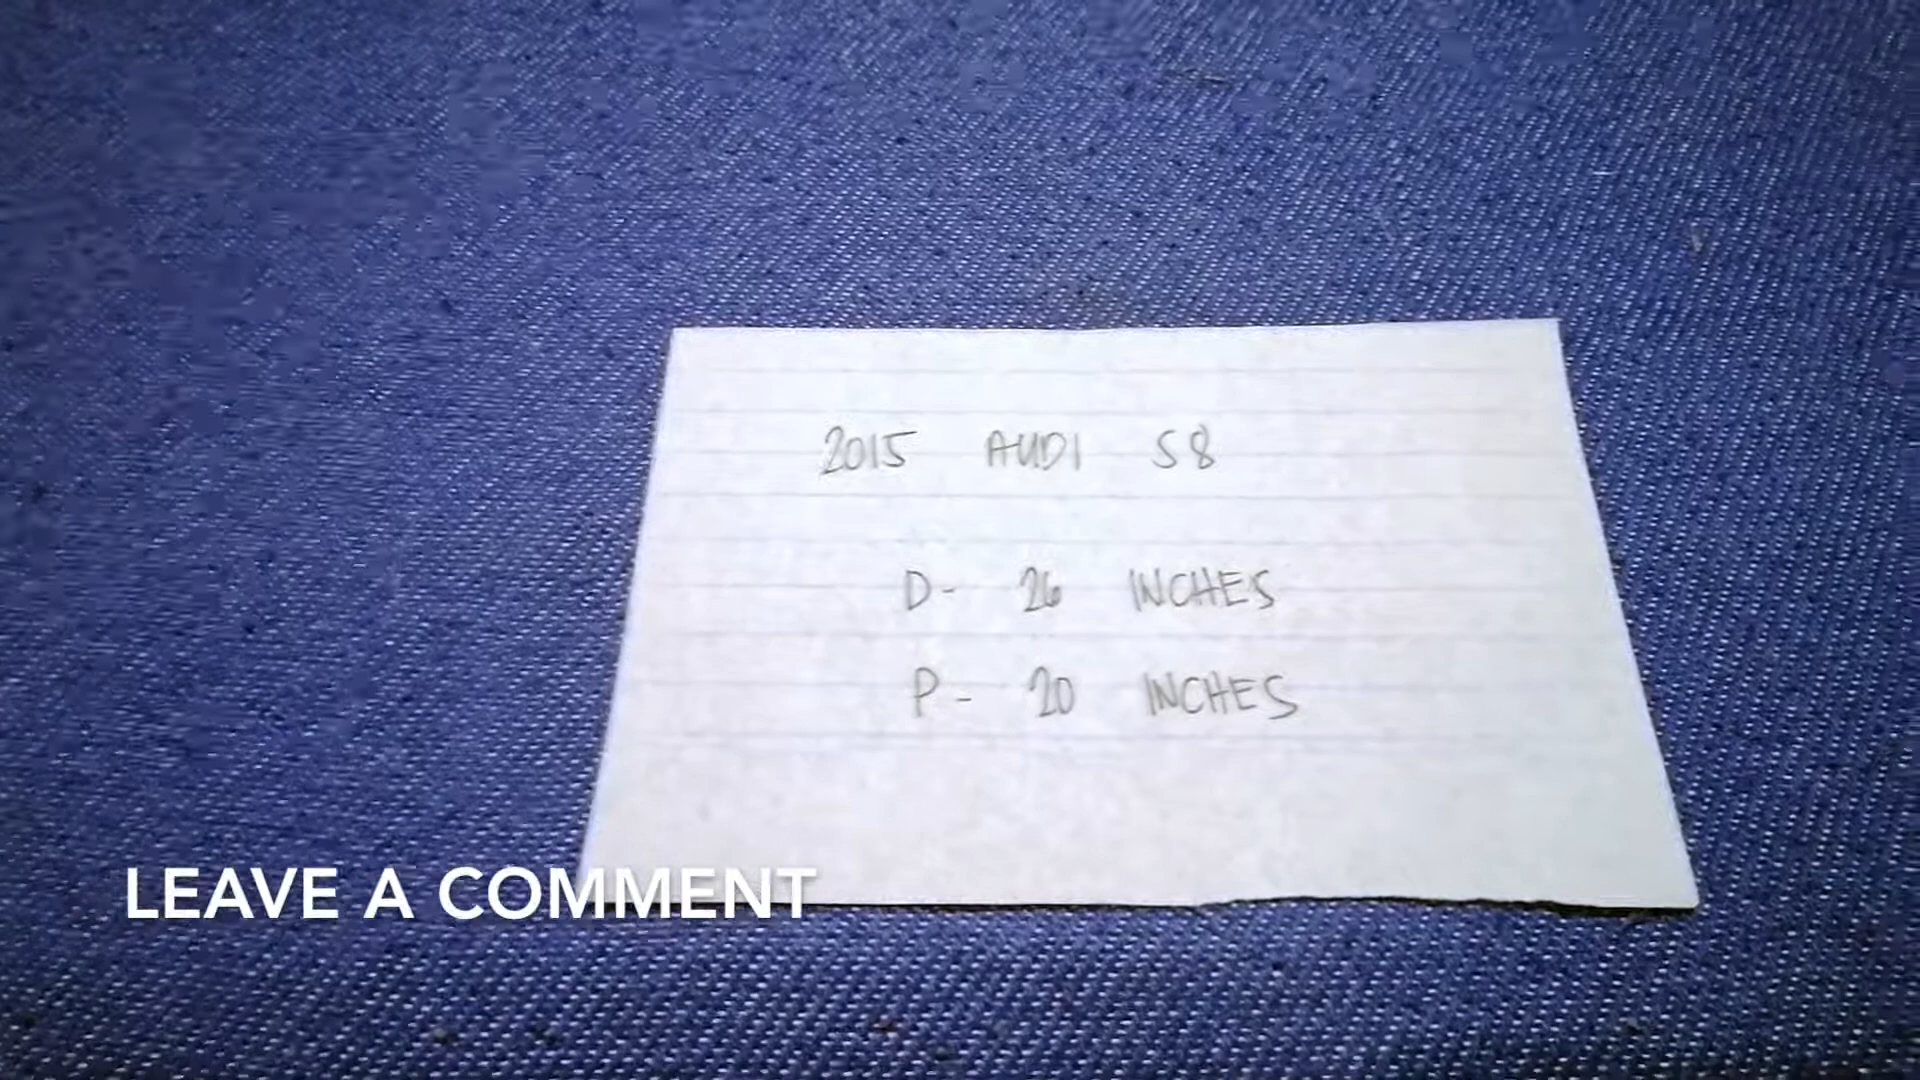 2015 AUDI S8
D- 26 INCHES
P- 20 INCHES
LEAVE A COMMENT